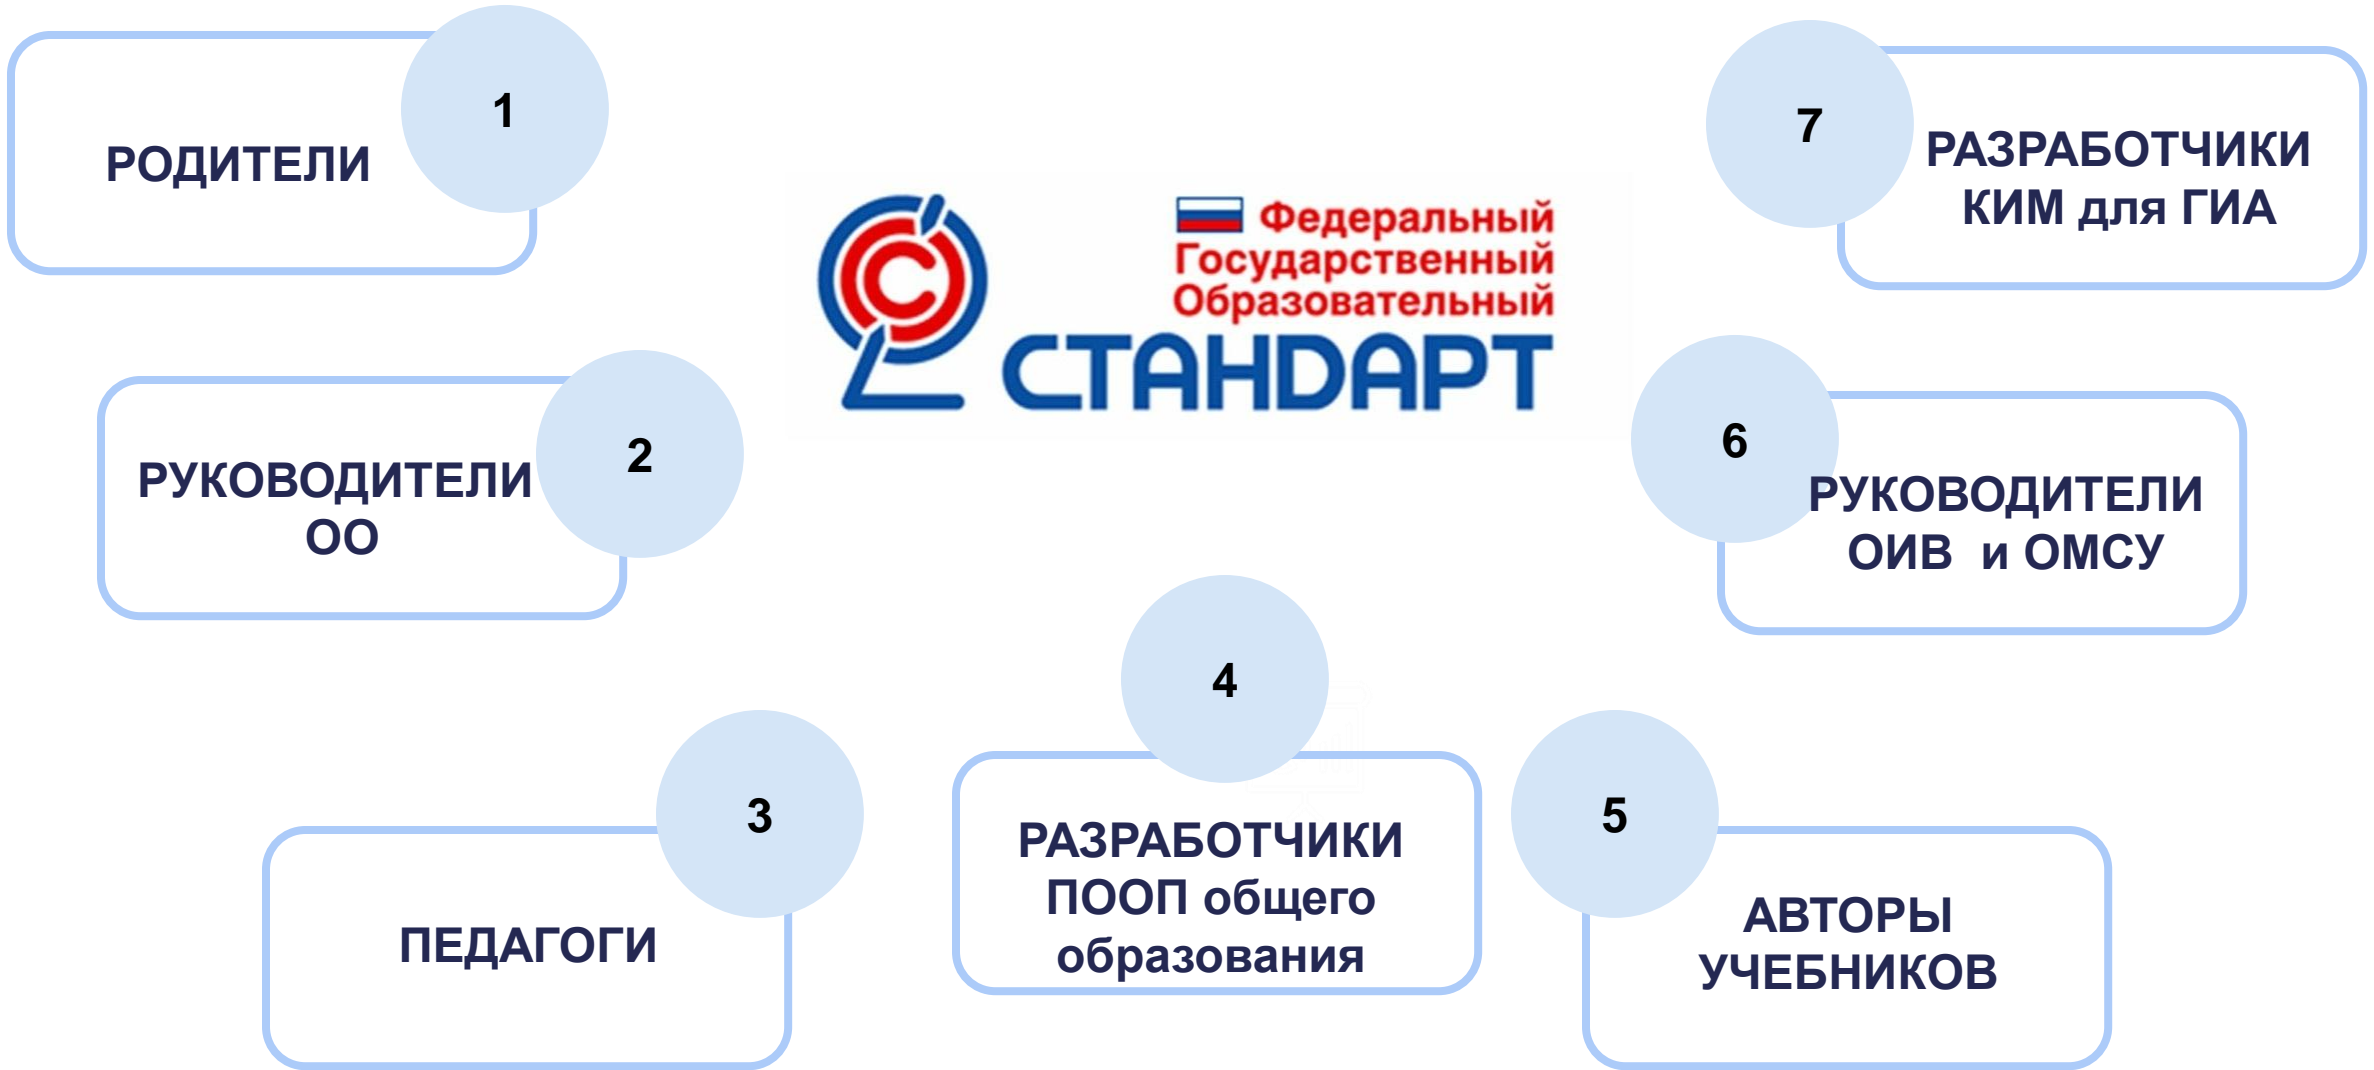 1
РОДИТЕЛИ
2
РУКОВОДИТЕЛИ
ОО
3
ПЕДАГОГИ
Федеральный
Государственный
Образовательный
СТАНДАРТ
4
РАЗРАБОТЧИКИ
ПООП общего
образования
5
АВТОРЫ
УЧЕБНИКОВ
6
РУКОВОДИТЕЛИ
ОИВ и ОМСУ
7
РАЗРАБОТЧИКИ
КИМ для ГИА